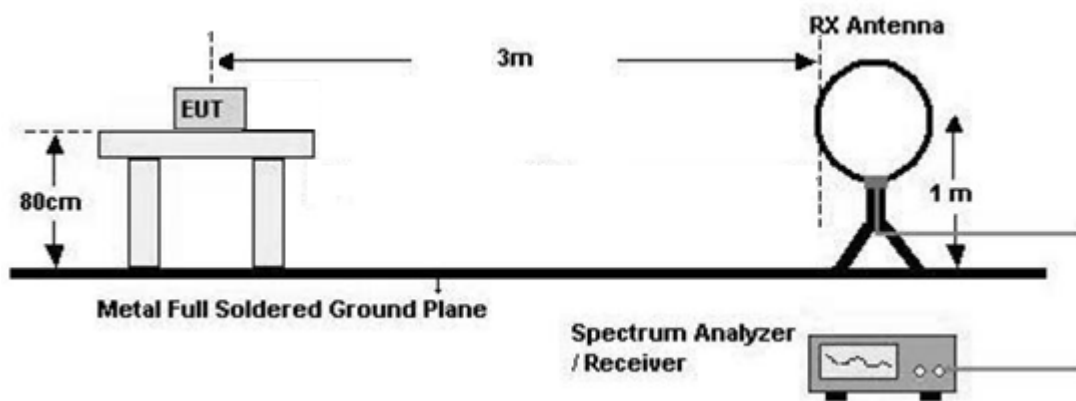 RX Antenna
3m
EUT
80cm
1 m
Metal Full Soldered Ground Plane
Spectrum Analyzer
/ Receiver